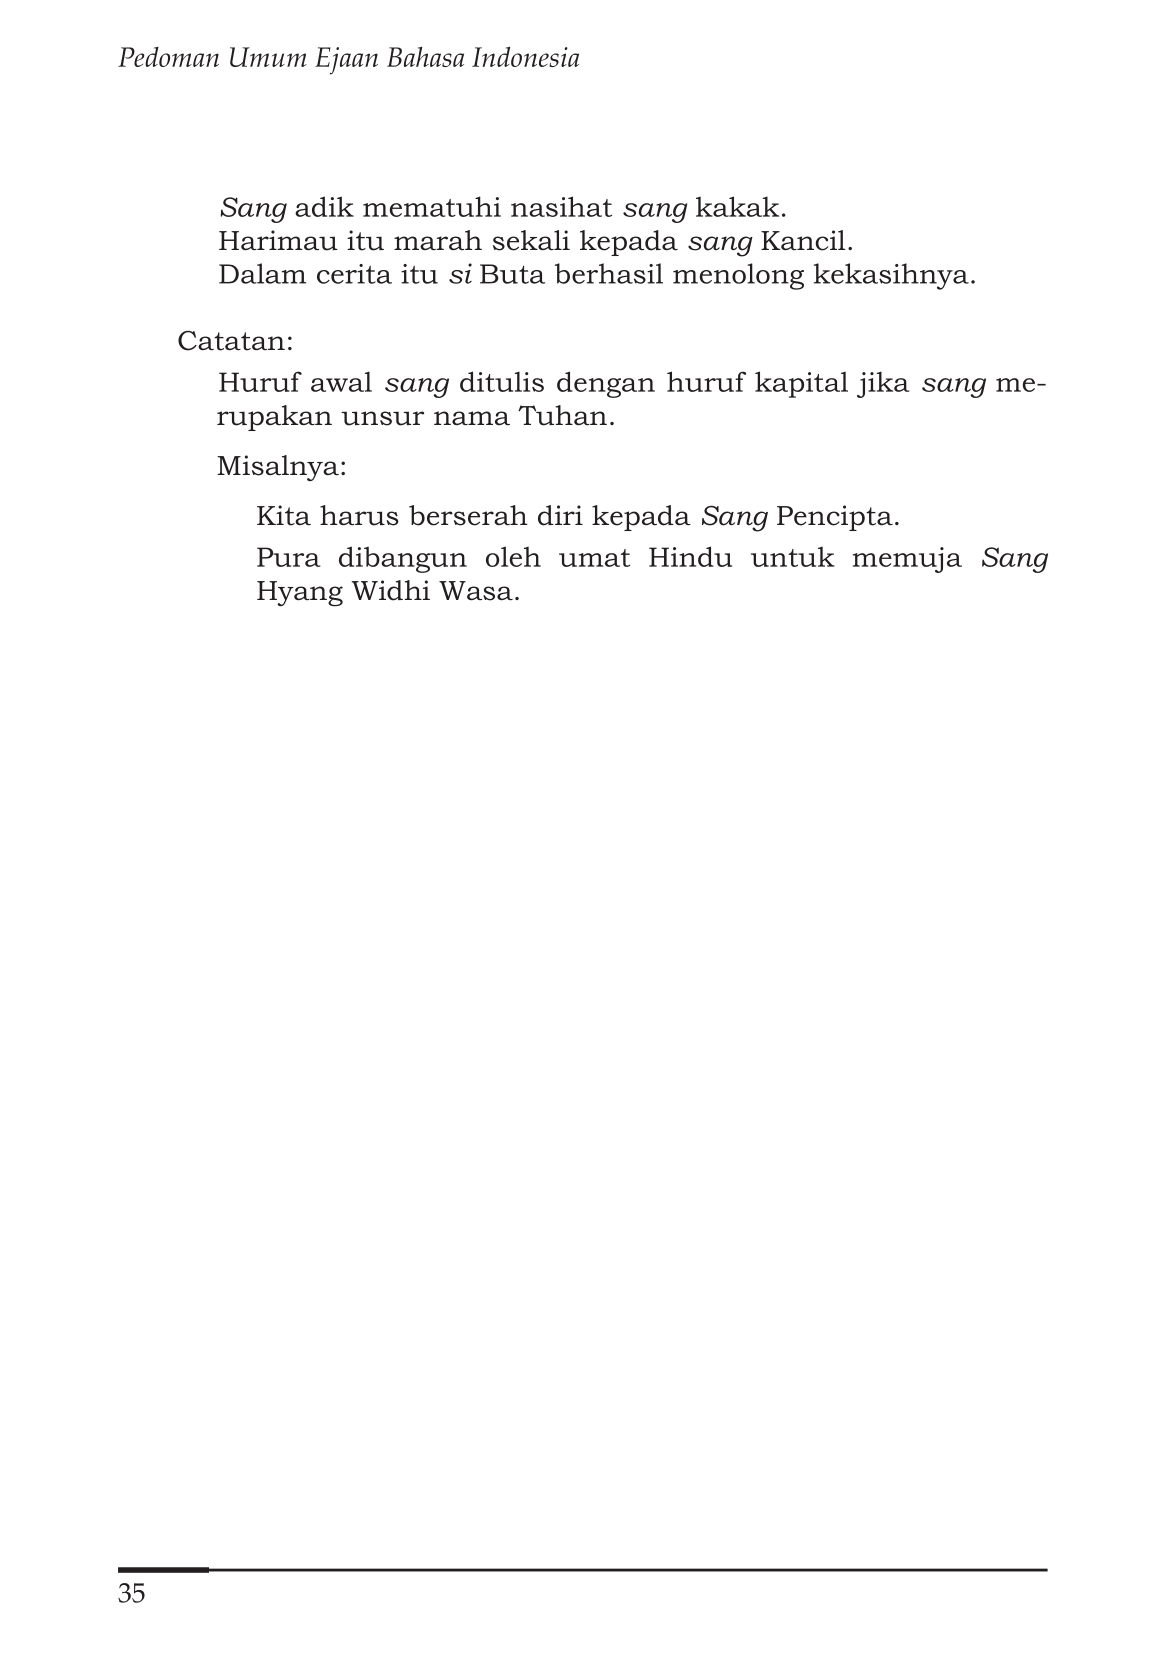 Pedoman Umum Ejaan Bahasa Indonesia
Sang adik mematuhi nasihat sang kakak.
Harimau itu marah sekali kepada sang Kancil.
Dalam cerita itu si Buta berhasil menolong kekasihnya.
Catatan:
Huruf awal sang ditulis dengan huruf kapital jika sang me-
rupakan unsur nama Tuhan.
Misalnya:
Kita harus berserah diri kepada Sang Pencipta.
Pura dibangun oleh umat Hindu untuk memuja Sang
Hyang Widhi Wasa.
35